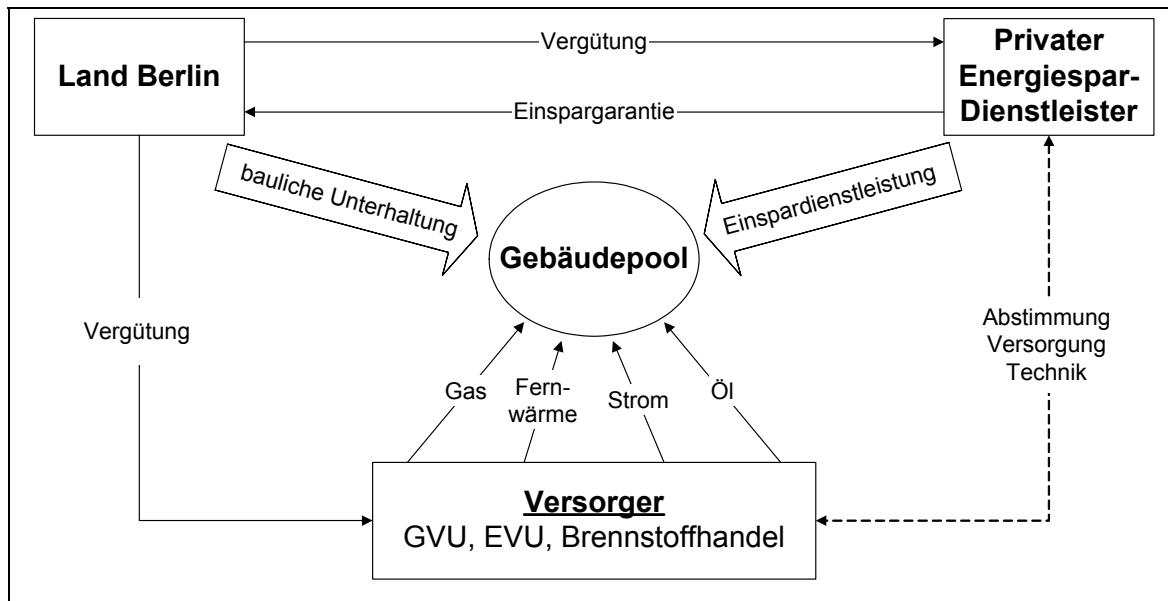 Vergütung
Land Berlin
Privater
Energiespar-
Dienstleister
Einspargarantie
bauliche Unterhaltung
Einspardienstleistung
Gebäudepool
Vergütung
Abstimmung
Versorgung
Technik
Gas
Fern-
wärme
Strom
Öl
Versorger
GVU, EVU, Brennstoffhandel